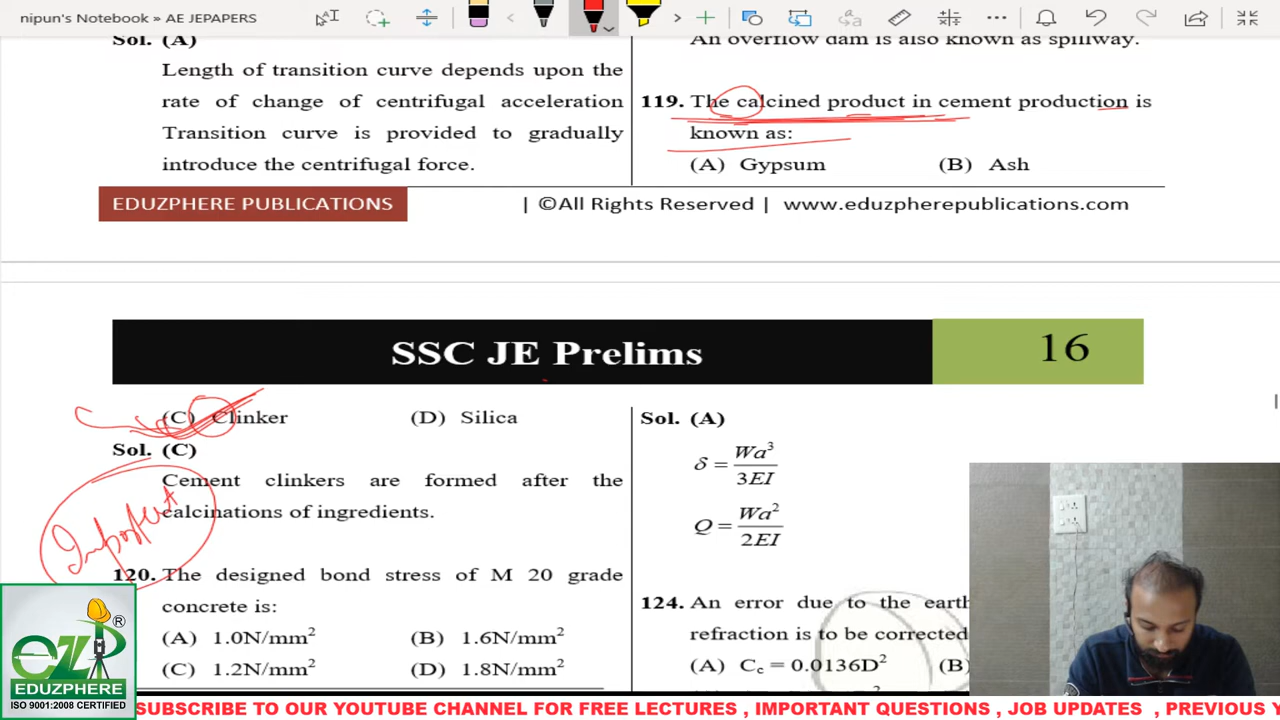 nipun's Notebook » AE JEPAPERS
Sol. (A)
Length of transition curve depends upon the
rate of change of centrifugal acceleration
Transition curve is provided to gradually
introduce the centrifugal force.
An overflow dam is also known as spillway.
119. The calcined product in cement production is
known as:
(A) Gypsum (B) Ash
EDUZPHERE PUBLICATIONS | ©All Rights Reserved | www.eduzpherepublications.com
SSC JE Prelims 16
(C) Clinker (D) Silica
Sol. (C)
Cement clinkers are formed after the
calcinations of ingredients.
Important
120. The designed bond stress of M 20 grade
concrete is:
(A) 1.0N/mm² (B) 1.6N/mm²
(C) 1.2N/mm² (D) 1.8N/mm²
Sol. (A)
δ = Wa³/3EI
Q = Wa²/2EI
124. An error due to the earth
refraction is to be corrected
(A) C_c = 0.0136D² (B)
EZP ®
EDUZPHERE
ISO 9001:2008 CERTIFIED
SUBSCRIBE TO OUR YOUTUBE CHANNEL FOR FREE LECTURES , IMPORTANT QUESTIONS , JOB UPDATES , PREVIOUS Y